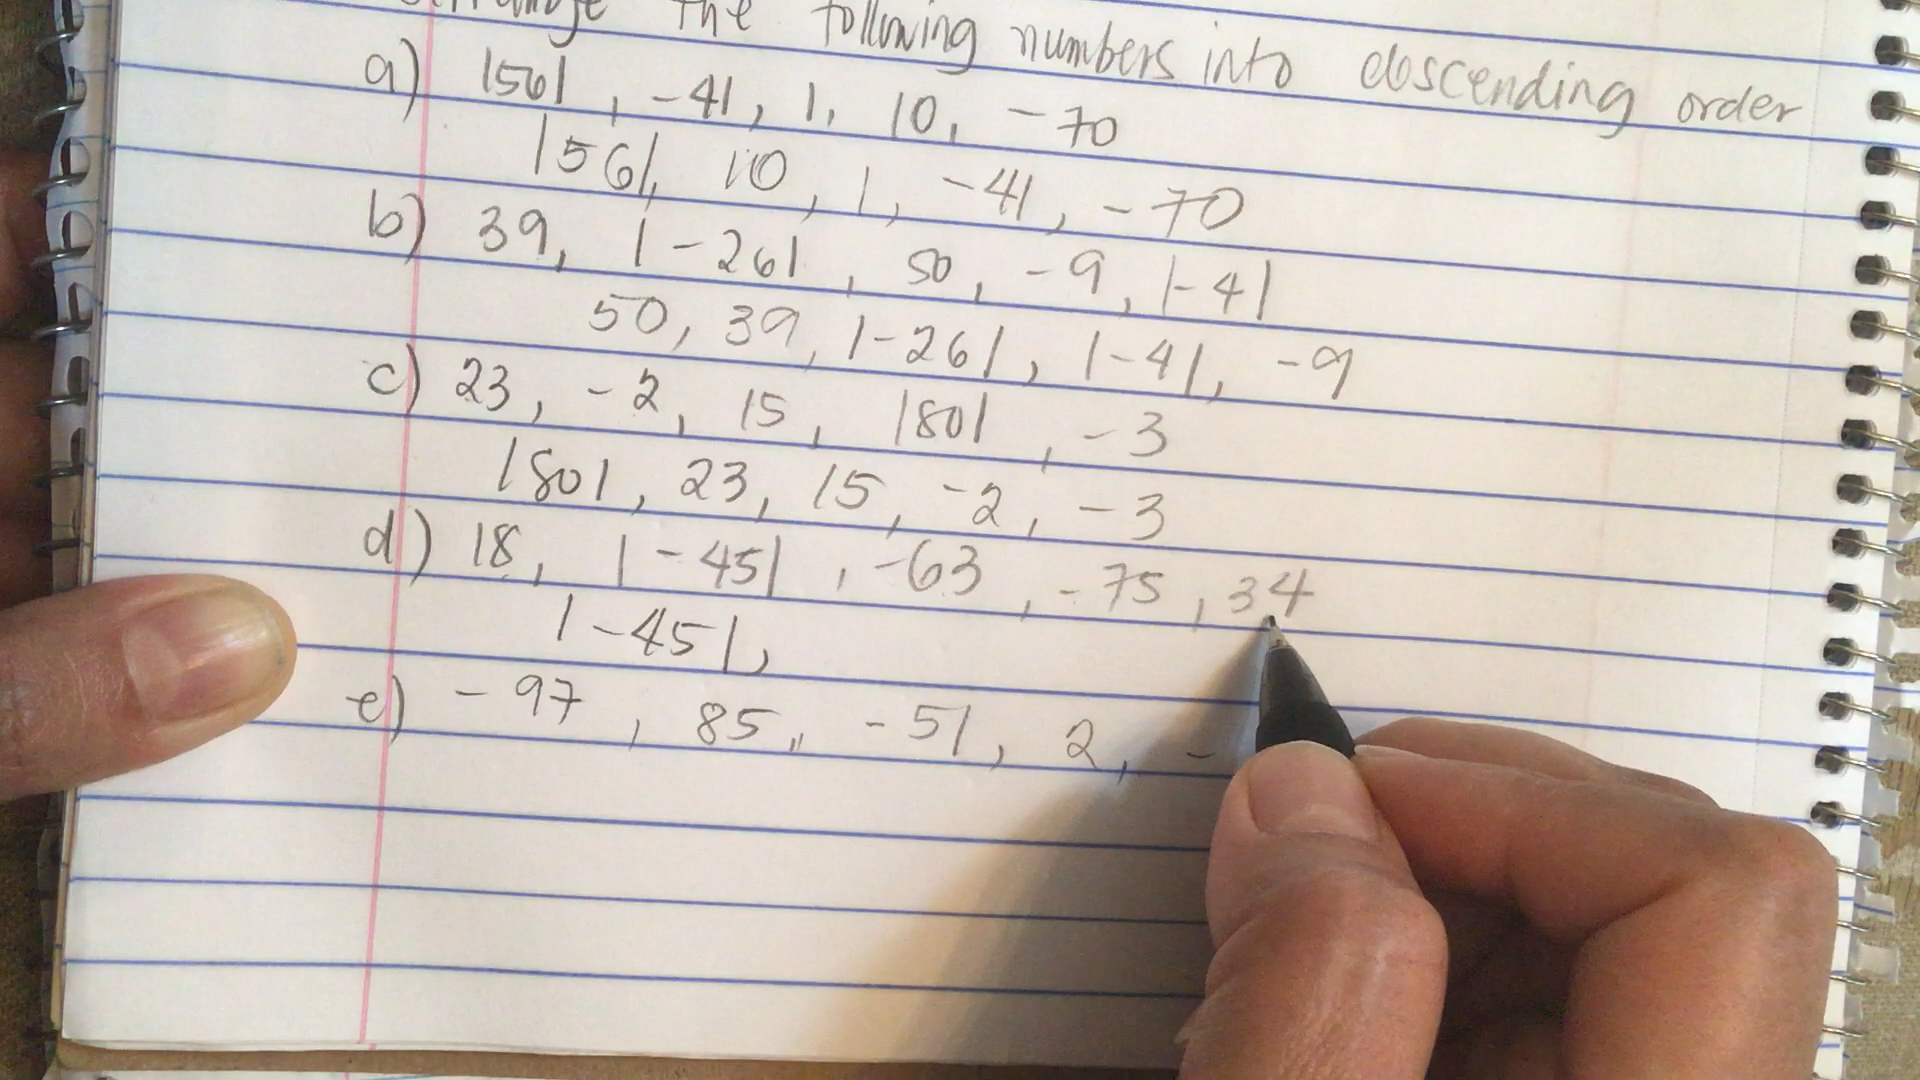 Arrange the following numbers into descending order
a) |56|, -41, 1, 10, -70
|56|, 10, 1, -41, -70
b) 39, |-26|, 50, -9, |-4|
50, 39, |-26|, |-4|, -9
c) 23, -2, 15, |80|, -3
|80|, 23, 15, -2, -3
d) 18, |-45|, -63, -75, 34
|-45|,
e) -97, 85, -51, 2, -